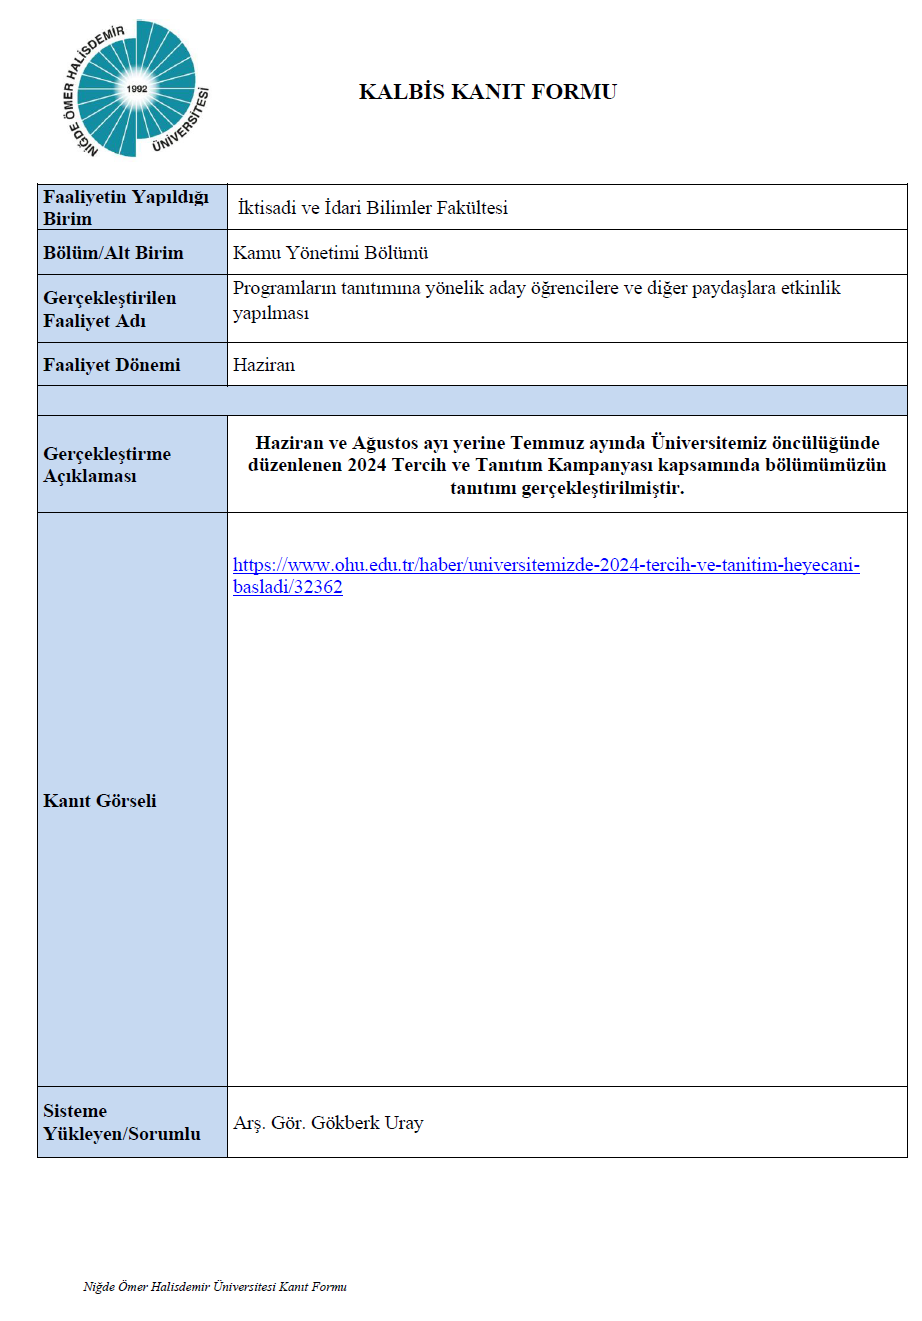 NİĞDE ÖMER HALİSDEMİR
ÜNİVERSİTESİ
1992
KALBİS KANIT FORMU
Faaliyetin Yapıldığı
Birim
İktisadi ve İdari Bilimler Fakültesi
Bölüm/Alt Birim
Kamu Yönetimi Bölümü
Gerçekleştirilen
Faaliyet Adı
Programların tanıtımına yönelik aday öğrencilere ve diğer paydaşlara etkinlik
yapılması
Faaliyet Dönemi
Haziran
Gerçekleştirme
Açıklaması
Haziran ve Ağustos ayı yerine Temmuz ayında Üniversitemiz öncülüğünde
düzenlenen 2024 Tercih ve Tanıtım Kampanyası kapsamında bölümümüzün
tanıtımı gerçekleştirilmiştir.
Kanıt Görseli
https://www.ohu.edu.tr/haber/universitemizde-2024-tercih-ve-tanitim-heyecani-
basladi/32362
Sisteme
Yükleyen/Sorumlu
Arş. Gör. Gökberk Uray
Niğde Ömer Halisdemir Üniversitesi Kanıt Formu